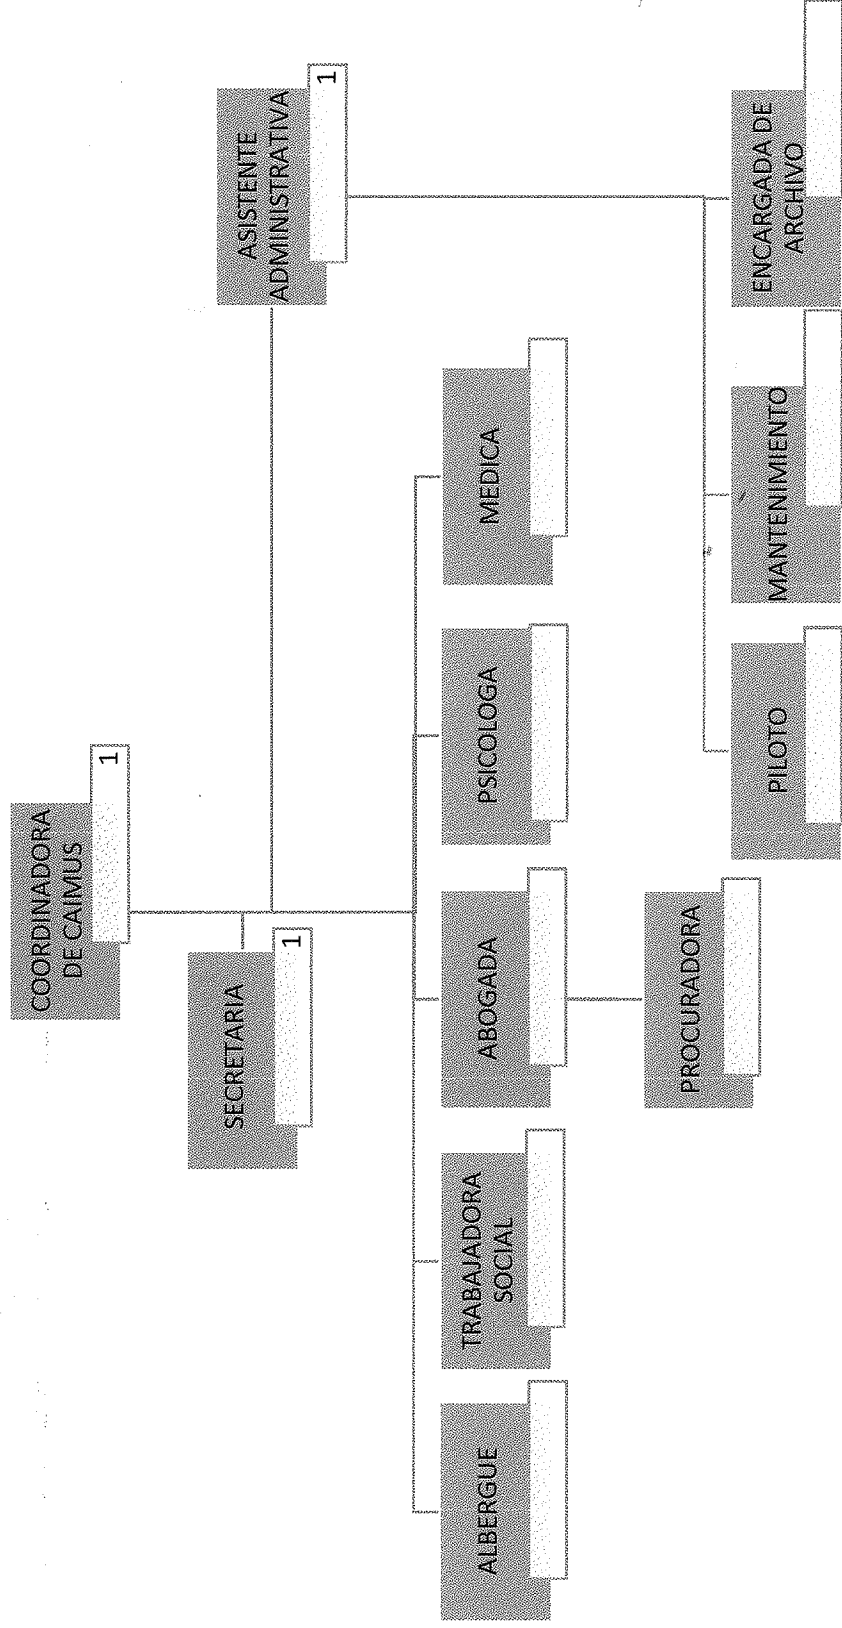 COORDINADORA
DE CAIMUS
1
SECRETARIA
1
ASISTENTE
ADMINISTRATIVA
1
ALBERGUE
TRABAJADORA
SOCIAL
ABOGADA
PSICOLOGA
MEDICA
PROCURADORA
PILOTO
MANTENIMIENTO
ENCARGADA DE
ARCHIVO